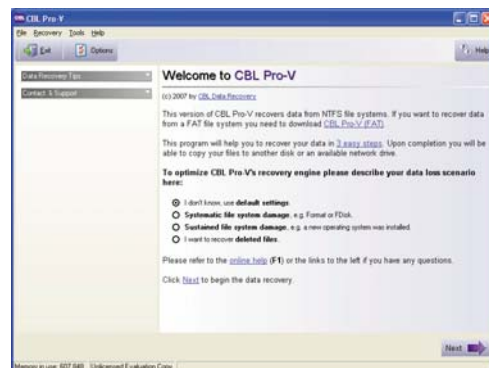 CBL Pro-V
File Recovery Tools Help
Exit Options Help
Data Recovery Tips
Contact & Support
Welcome to CBL Pro-V
(c) 2007 by CBL Data Recovery
This version of CBL Pro-V recovers data from NTFS file systems. If you want to recover data
from a FAT file system you need to download CBL Pro-V (FAT).
This program will help you to recover your data in 3 easy steps. Upon completion you will be
able to copy your files to another disk or an available network drive.
To optimize CBL Pro-V's recovery engine please describe your data loss scenario
here:
I don't know, use default settings.
Systematic file system damage, e.g. Format or FDisk.
Sustained file system damage, e.g. a new operating system was installed.
I want to recover deleted files.
Please refer to the online help (F1) or the links to the left if you have any questions.
Click Next to begin the data recovery.
Next
Memory in use: 607,648 Unlicensed Evaluation Copy